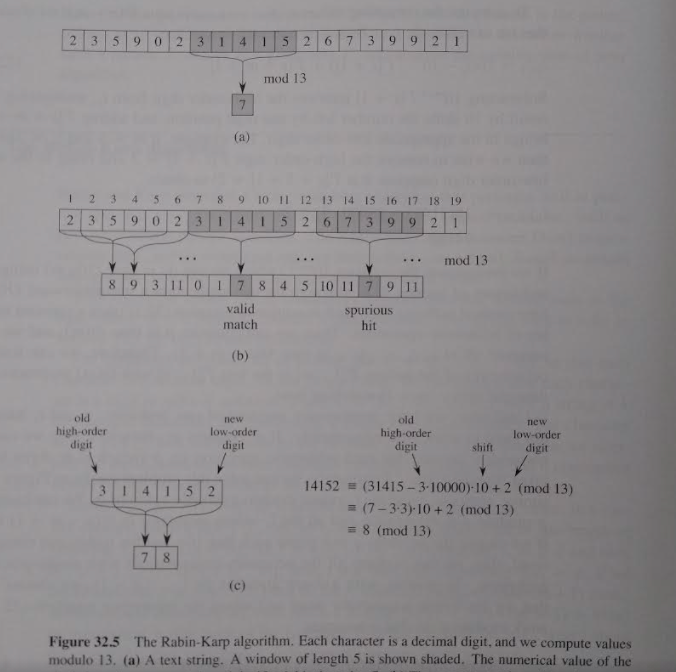 2 3 5 9 0 2 3 1 4 1 5 2 6 7 3 9 9 2 1
mod 13
7
(a)
1 2 3 4 5 6 7 8 9 10 11 12 13 14 15 16 17 18 19
2 3 5 9 0 2 3 1 4 1 5 2 6 7 3 9 9 2 1
... ... ... mod 13
8 9 3 11 0 1 7 8 4 5 10 11 7 9 11
valid match
spurious hit
(b)
old high-order digit
new low-order digit
3 1 4 1 5 2
7 8
old high-order digit
shift
new low-order digit
14152 ≡ (31415 – 3·10000)·10 + 2 (mod 13)
≡ (7 – 3·3)·10 + 2 (mod 13)
≡ 8 (mod 13)
(c)
Figure 32.5 The Rabin-Karp algorithm. Each character is a decimal digit, and we compute values
modulo 13. (a) A text string. A window of length 5 is shown shaded. The numerical value of the